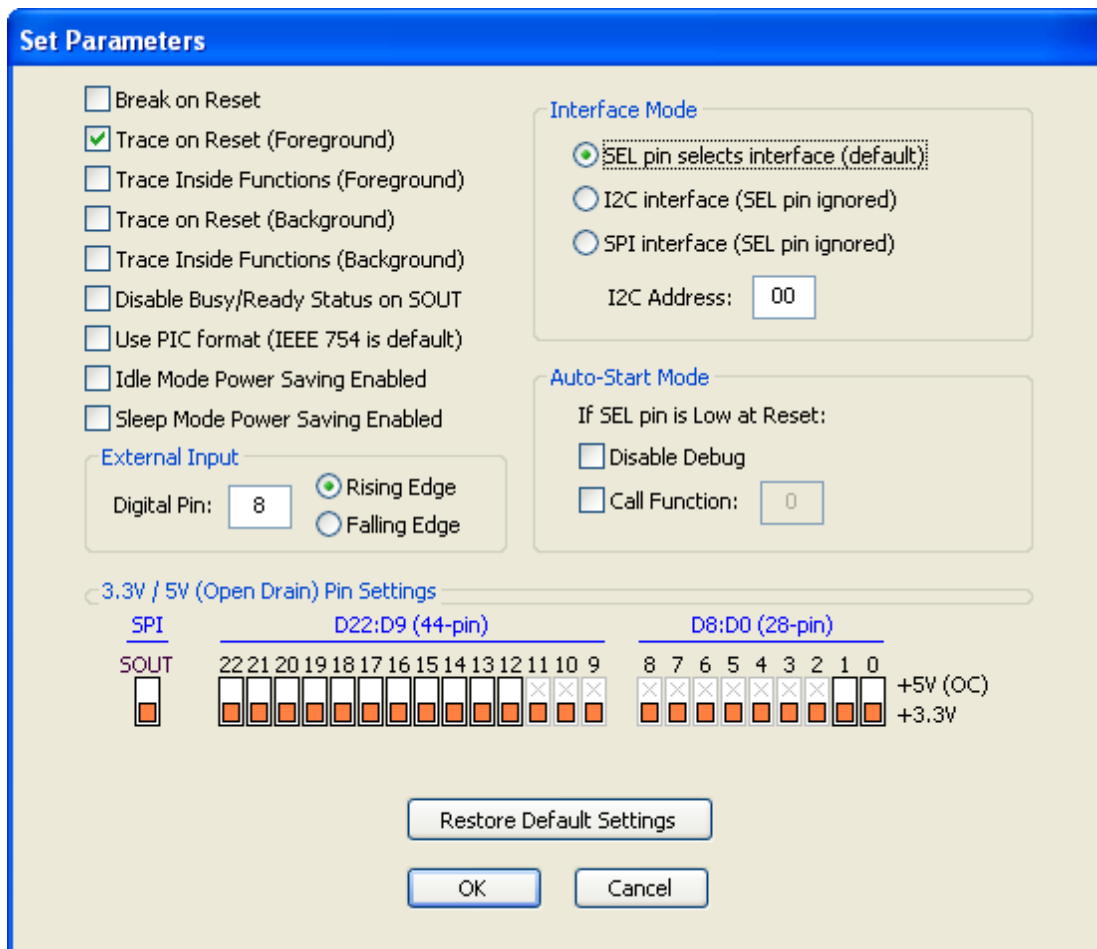 Set Parameters
Break on Reset
Trace on Reset (Foreground)
Trace Inside Functions (Foreground)
Trace on Reset (Background)
Trace Inside Functions (Background)
Disable Busy/Ready Status on SOUT
Use PIC format (IEEE 754 is default)
Idle Mode Power Saving Enabled
Sleep Mode Power Saving Enabled
External Input
Digital Pin: 8
Rising Edge
Falling Edge
Interface Mode
SEL pin selects interface (default)
I2C interface (SEL pin ignored)
SPI interface (SEL pin ignored)
I2C Address: 00
Auto-Start Mode
If SEL pin is Low at Reset:
Disable Debug
Call Function: 0
3.3V / 5V (Open Drain) Pin Settings
SPI D22:D9 (44-pin) D8:D0 (28-pin)
SOUT 22 21 20 19 18 17 16 15 14 13 12 11 10 9 8 7 6 5 4 3 2 1 0
+5V (OC)
+3.3V
Restore Default Settings
OK Cancel